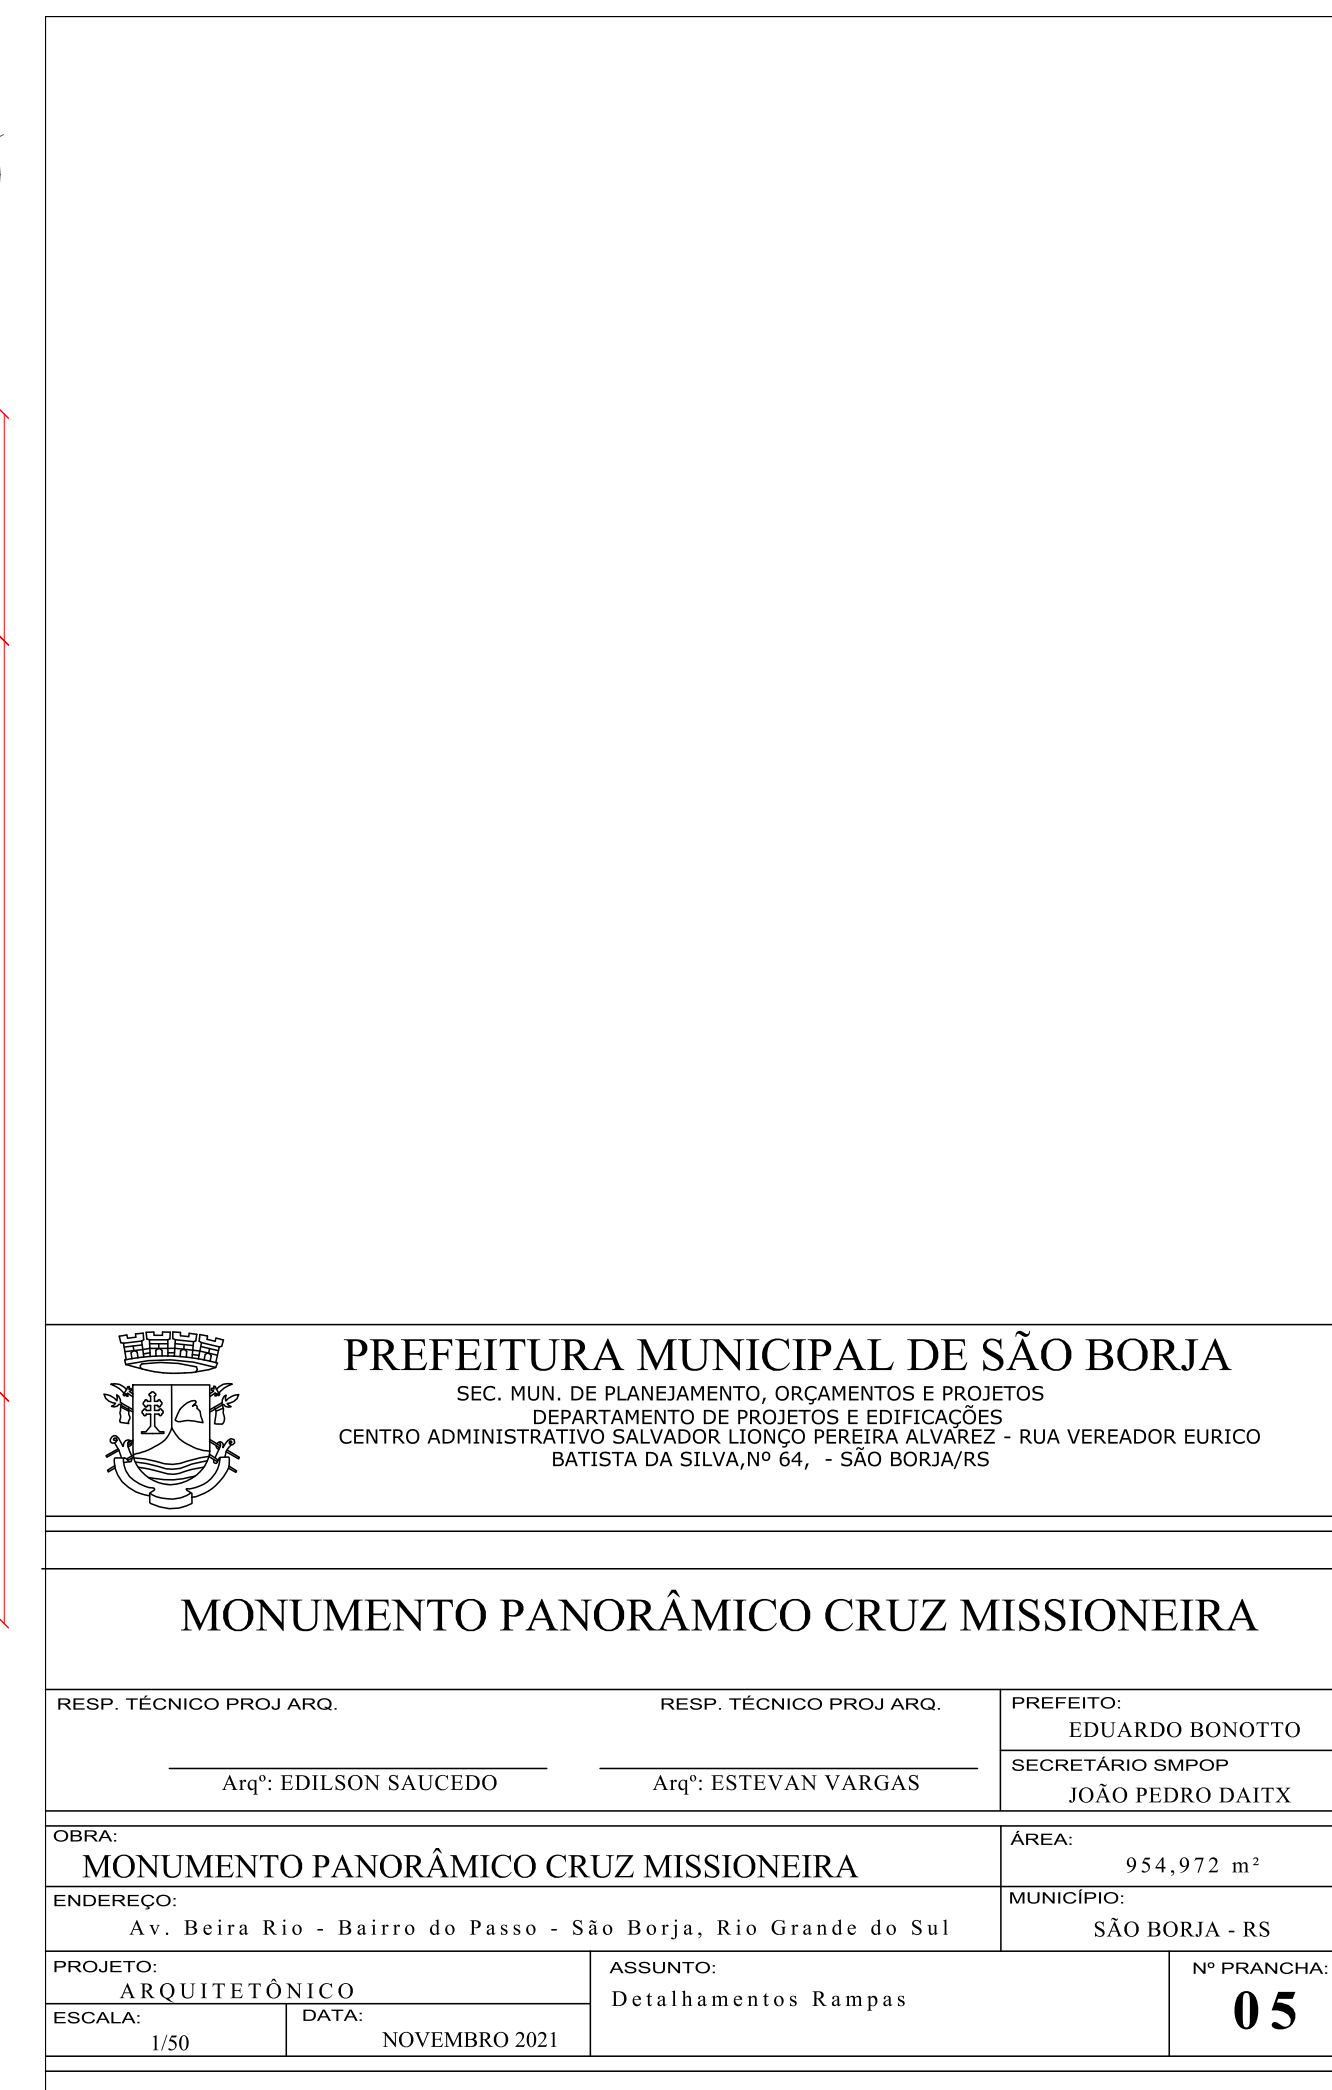 PREFEITURA MUNICIPAL DE SÃO BORJA
SEC. MUN. DE PLANEJAMENTO, ORÇAMENTOS E PROJETOS
DEPARTAMENTO DE PROJETOS E EDIFICAÇÕES
CENTRO ADMINISTRATIVO SALVADOR LIONÇO PEREIRA ALVAREZ - RUA VEREADOR EURICO
BATISTA DA SILVA,Nº 64, - SÃO BORJA/RS
MONUMENTO PANORÂMICO CRUZ MISSIONEIRA
RESP. TÉCNICO PROJ ARQ.
Arqº: EDILSON SAUCEDO
RESP. TÉCNICO PROJ ARQ.
Arqº: ESTEVAN VARGAS
PREFEITO:
EDUARDO BONOTTO
SECRETÁRIO SMPOP
JOÃO PEDRO DAITX
OBRA:
MONUMENTO PANORÂMICO CRUZ MISSIONEIRA
ÁREA:
954,972 m²
ENDEREÇO:
Av. Beira Rio - Bairro do Passo - São Borja, Rio Grande do Sul
MUNICÍPIO:
SÃO BORJA - RS
PROJETO:
ARQUITETÔNICO
ESCALA:
1/50
DATA:
NOVEMBRO 2021
ASSUNTO:
Detalhamentos Rampas
Nº PRANCHA:
05